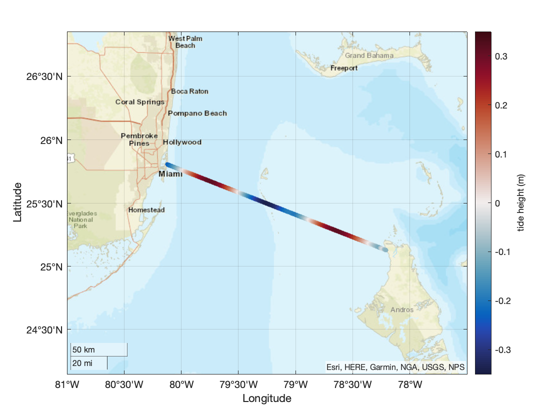 West Palm
Beach
Grand Bahama
Freeport
26°30'N
Boca Raton
Coral Springs
Pompano Beach
26°N
Pembroke
Pines
Hollywood
Miami
25°30'N
Homestead
verglades
National
Park
25°N
Andros
24°30'N
50 km
20 mi
Esri, HERE, Garmin, NGA, USGS, NPS
81°W
80°30'W
80°W
79°30'W
79°W
78°30'W
78°W
Longitude
Latitude
0.3
0.2
0.1
0
-0.1
-0.2
-0.3
tide height (m)